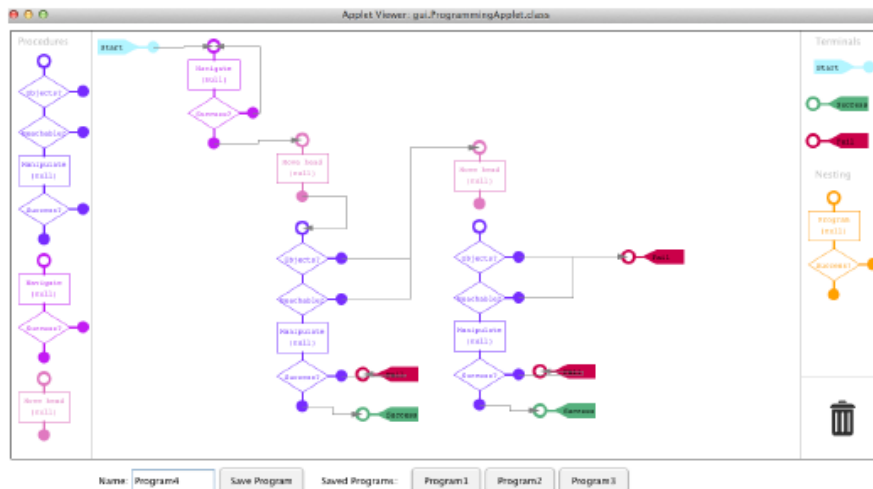 Applet Viewer: gui.ProgrammingApplet.class
Procedures
Objects?
Reachable?
Manipulate
(null)
Success?
Navigate
(null)
Success?
Move head
(null)
Start
Navigate
(null)
Success?
Move head
(null)
Objects?
Reachable?
Manipulate
(null)
Success?
Success
Move head
(null)
Objects?
Reachable?
Manipulate
(null)
Success?
Fail
Success
Terminals
Start
Success
Fail
Nesting
Program
(null)
Success?
Name:
Program4
Save Program
Saved Programs:
Program1
Program2
Program3